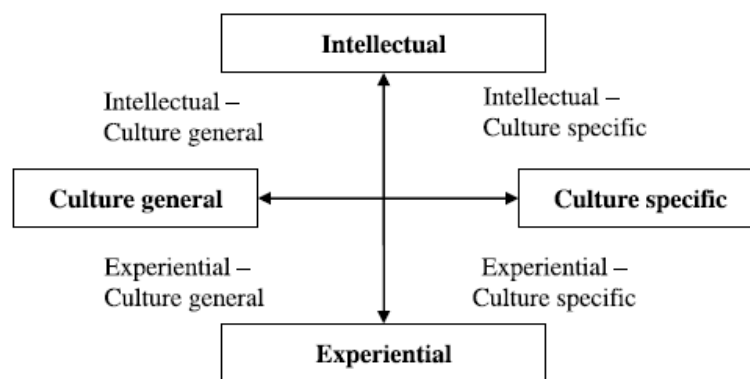 Intellectual
Intellectual –
Culture general
Intellectual –
Culture specific
Culture general
Culture specific
Experiential –
Culture general
Experiential –
Culture specific
Experiential